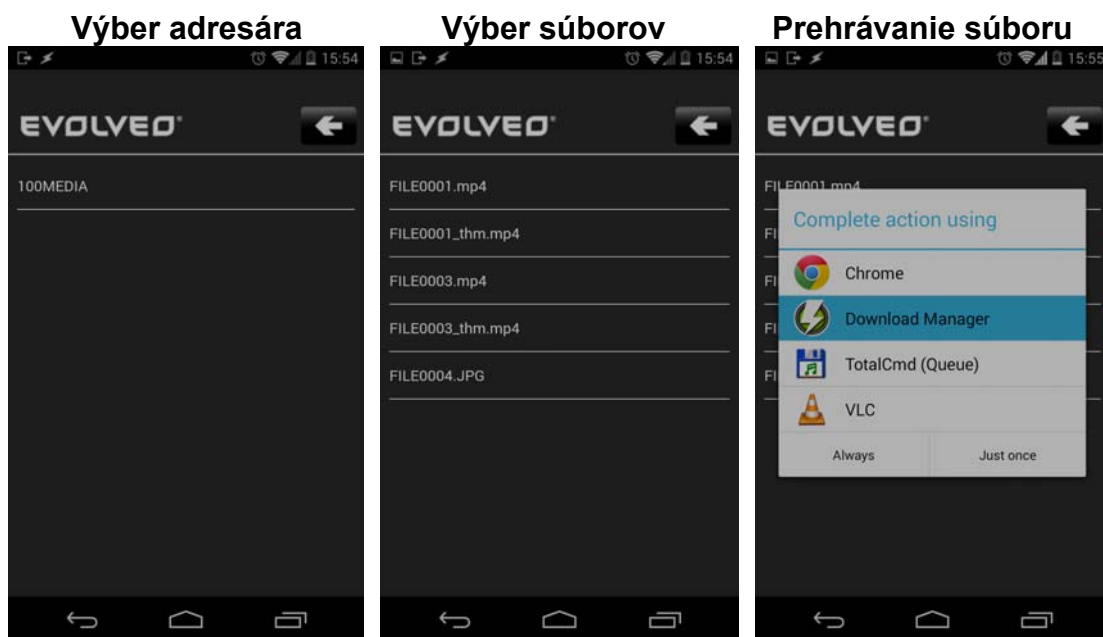 Výber adresára
15:54
EVOLVEO
100MEDIA
Výber súborov
15:54
EVOLVEO
FILE0001.mp4
FILE0001_thm.mp4
FILE0003.mp4
FILE0003_thm.mp4
FILE0004.JPG
Prehrávanie súboru
15:55
EVOLVEO
FILE0001.mp4
Complete action using
Chrome
Download Manager
TotalCmd (Queue)
VLC
Always
Just once